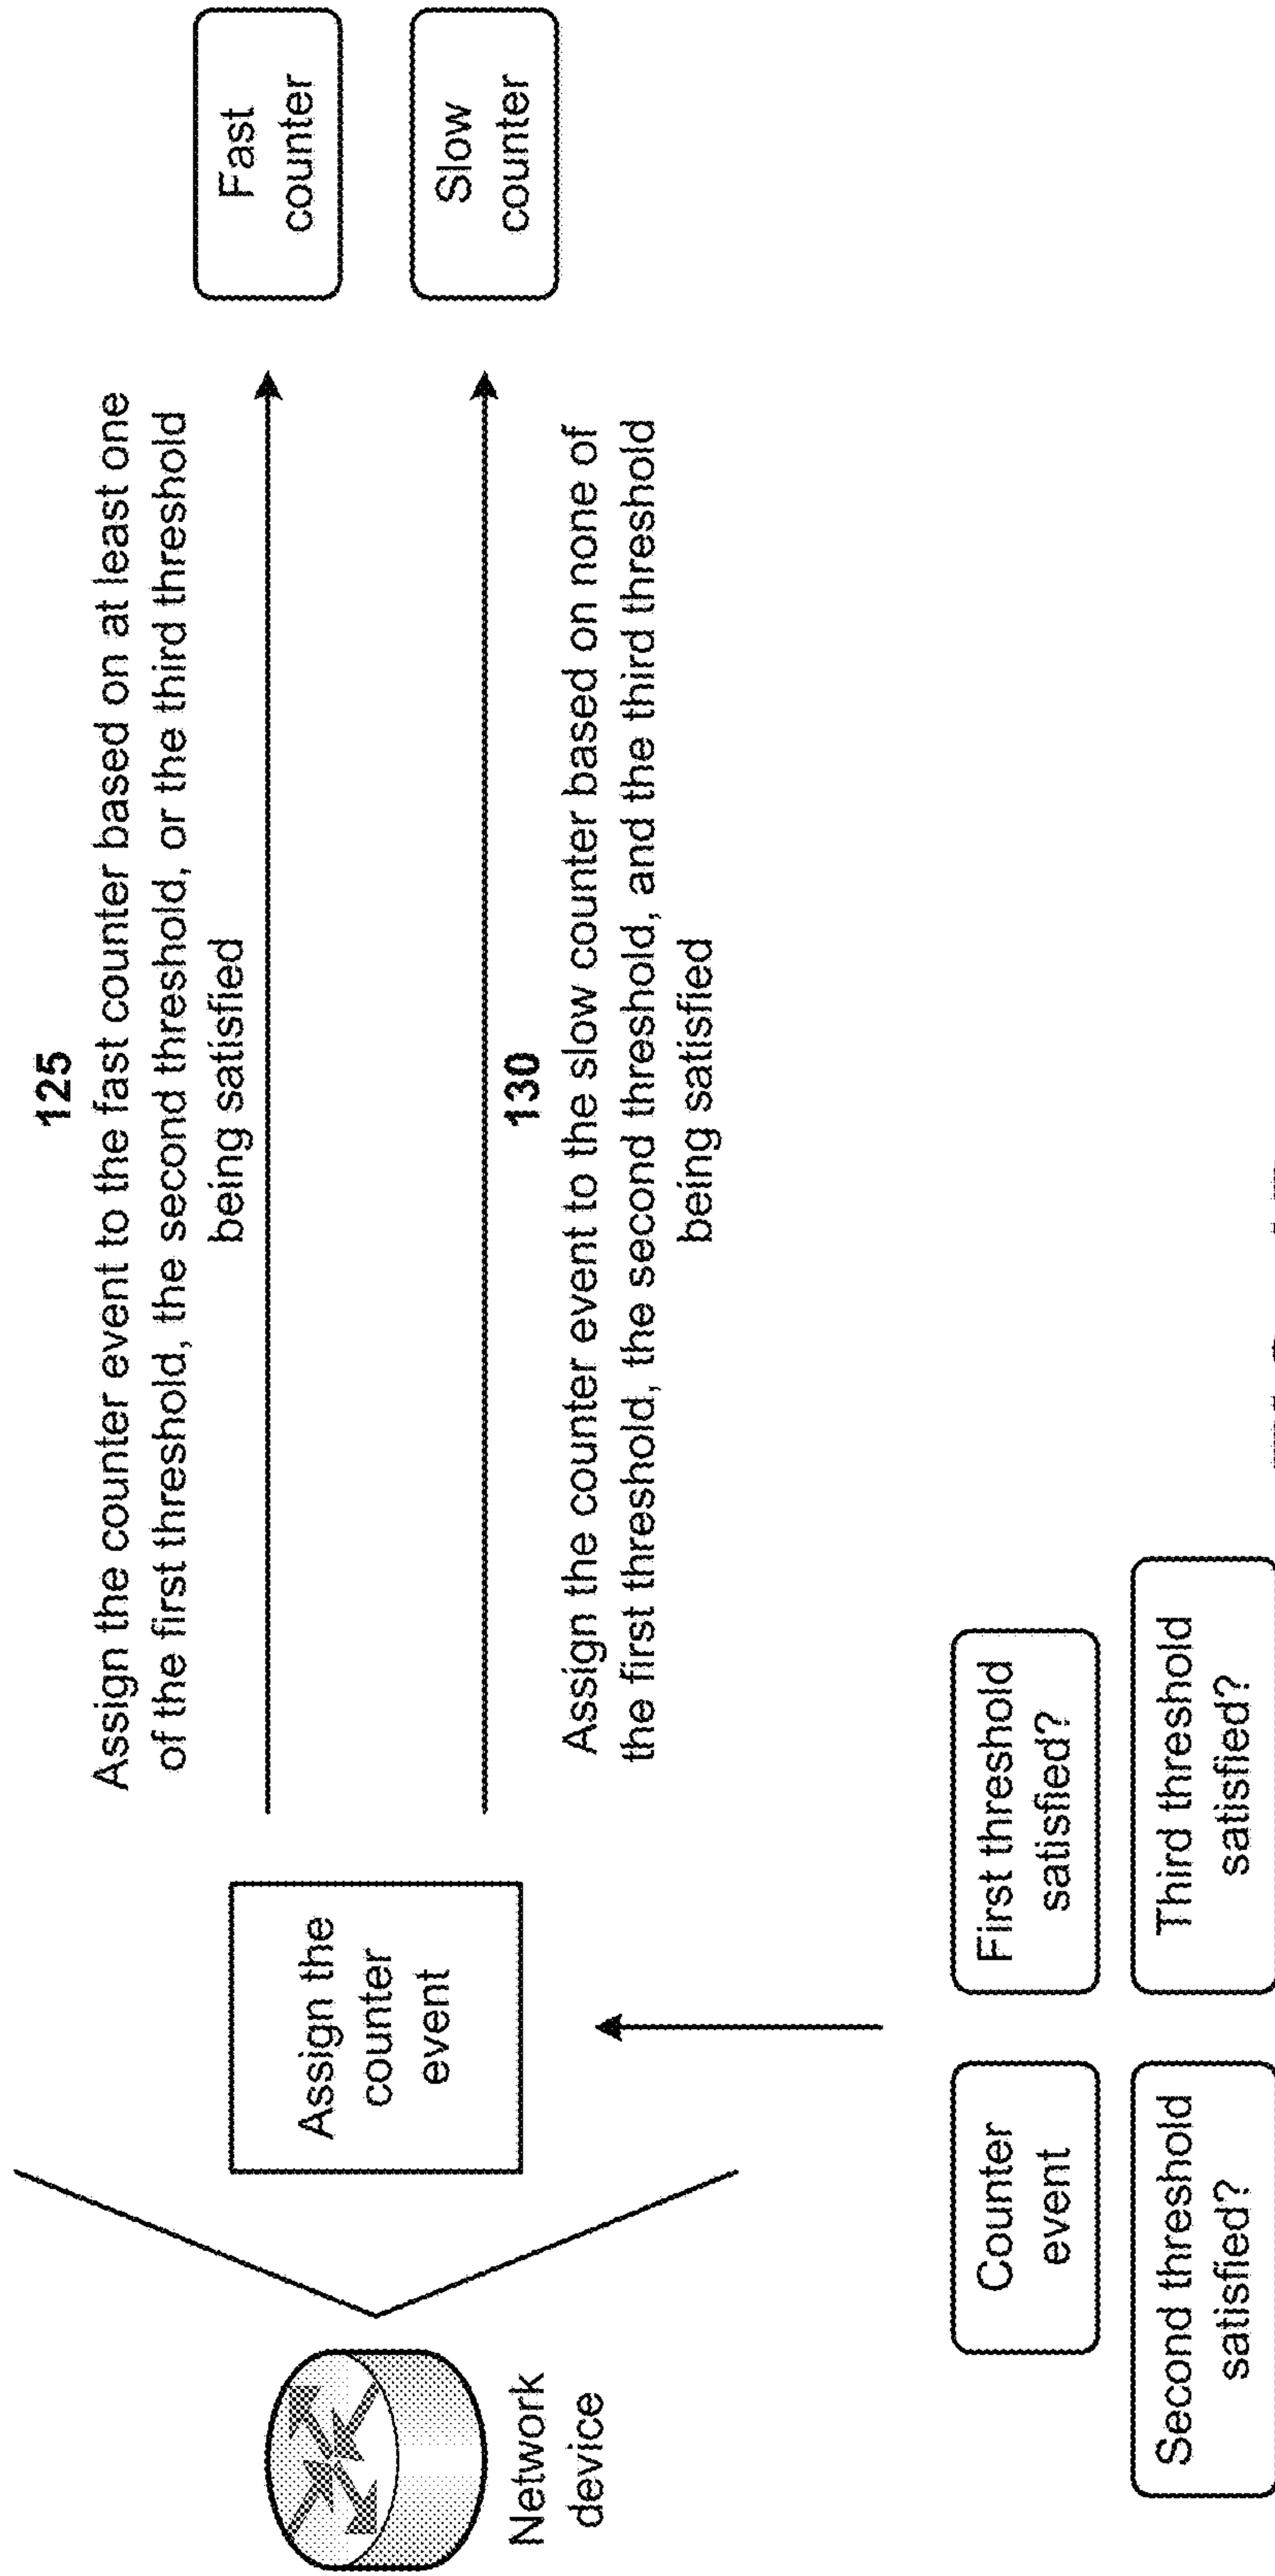 125
Assign the counter event to the fast counter based on at least one
of the first threshold, the second threshold, or the third threshold
being satisfied
Fast
counter
Assign the
counter
event
130
Assign the counter event to the slow counter based on none of
the first threshold, the second threshold, and the third threshold
being satisfied
Slow
counter
Network
device
Counter
event
First threshold
satisfied?
Second threshold
satisfied?
Third threshold
satisfied?